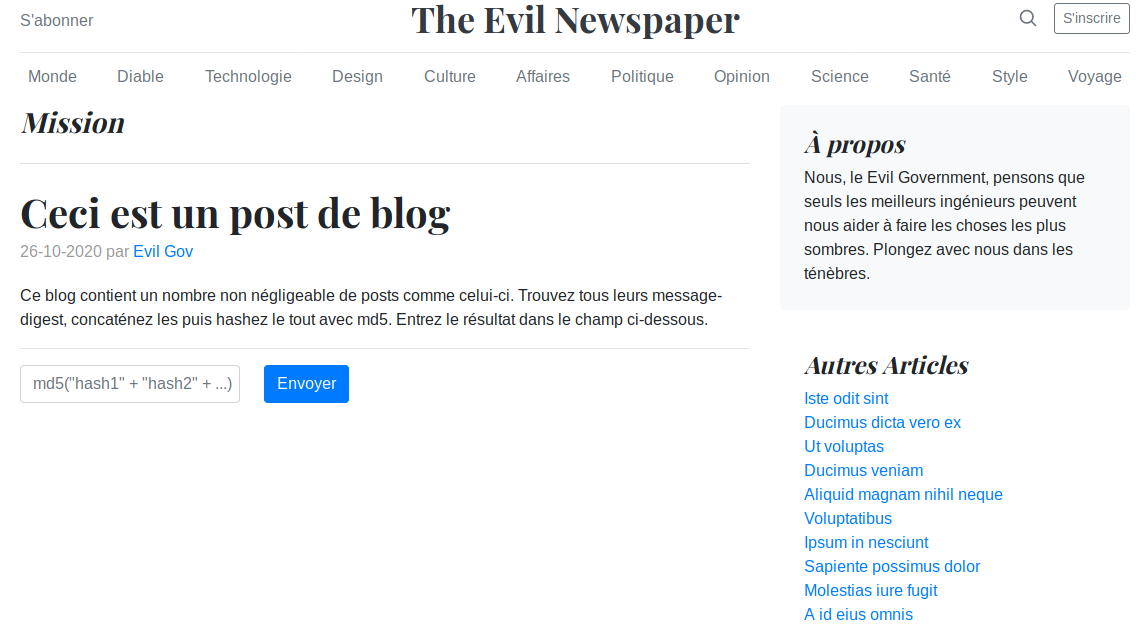 S'abonner
The Evil Newspaper
S'inscrire
Monde Diable Technologie Design Culture Affaires Politique Opinion Science Santé Style Voyage
Mission
Ceci est un post de blog
26-10-2020 par Evil Gov
Ce blog contient un nombre non négligeable de posts comme celui-ci. Trouvez tous leurs message-
digest, concaténez les puis hashez le tout avec md5. Entrez le résultat dans le champ ci-dessous.
md5("hash1" + "hash2" + ...)
Envoyer
À propos
Nous, le Evil Government, pensons que
seuls les meilleurs ingénieurs peuvent
nous aider à faire les choses les plus
sombres. Plongez avec nous dans les
ténèbres.
Autres Articles
Iste odit sint
Ducimus dicta vero ex
Ut voluptas
Ducimus veniam
Aliquid magnam nihil neque
Voluptatibus
Ipsum in nesciunt
Sapiente possimus dolor
Molestias iure fugit
A id eius omnis